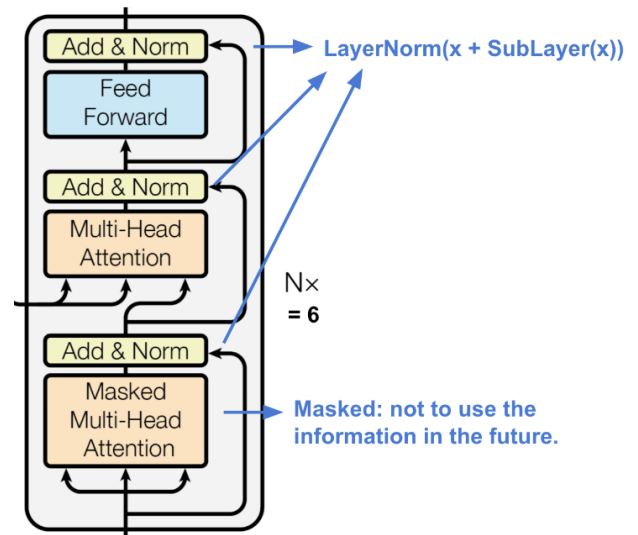 Add & Norm
LayerNorm(x + SubLayer(x))
Feed
Forward
Add & Norm
Multi-Head
Attention
N×
= 6
Add & Norm
Masked
Multi-Head
Attention
Masked: not to use the
information in the future.